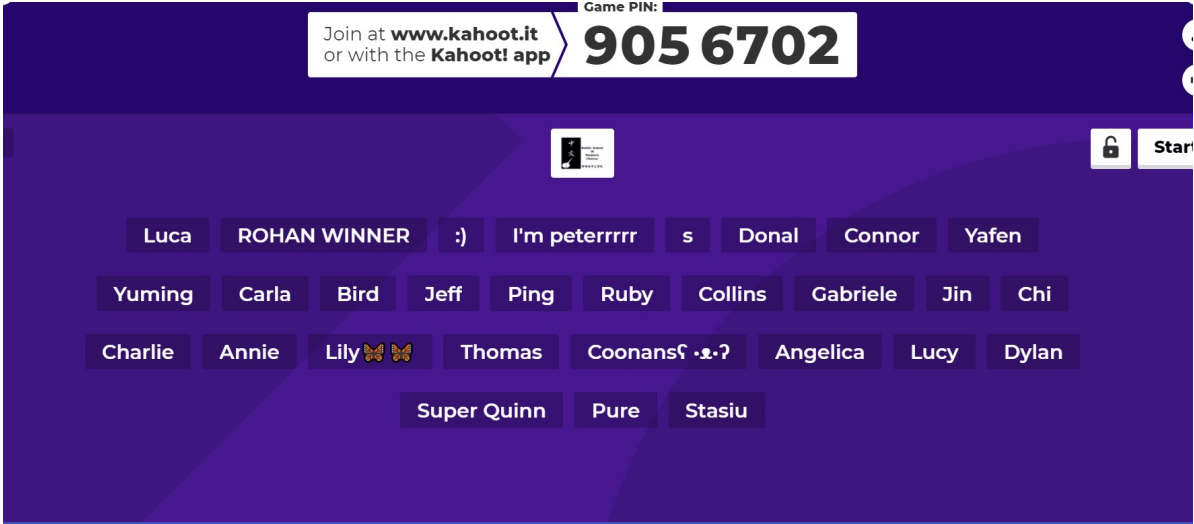 Game PIN:
Join at www.kahoot.it
or with the Kahoot! app
905 6702
中文
Start
Luca ROHAN WINNER :) I'm peterrrrr s Donal Connor Yafen
Yuming Carla Bird Jeff Ping Ruby Collins Gabriele Jin Chi
Charlie Annie Lily🦋🦋 Thomas Coonansʕ •ᴥ•ʔ Angelica Lucy Dylan
Super Quinn Pure Stasiu